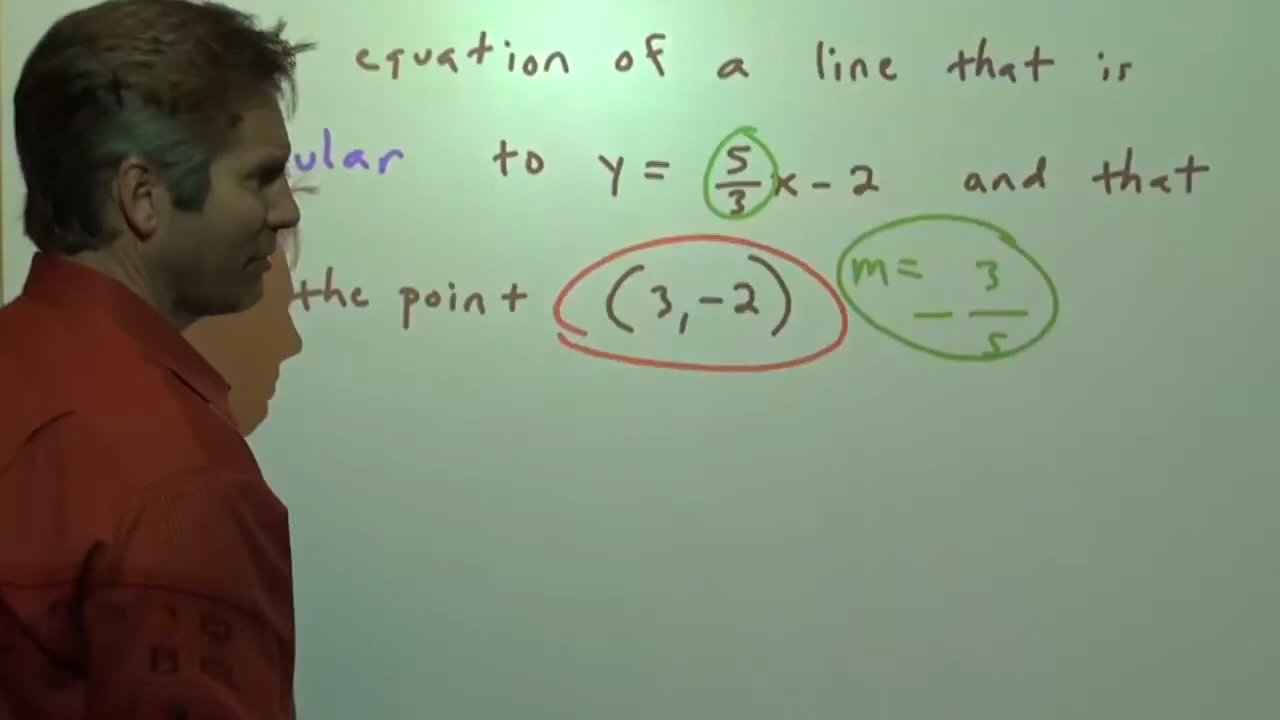 equation of a line that is
ular to y = 5/3 x - 2 and that
the point (3, -2) m = - 3/5